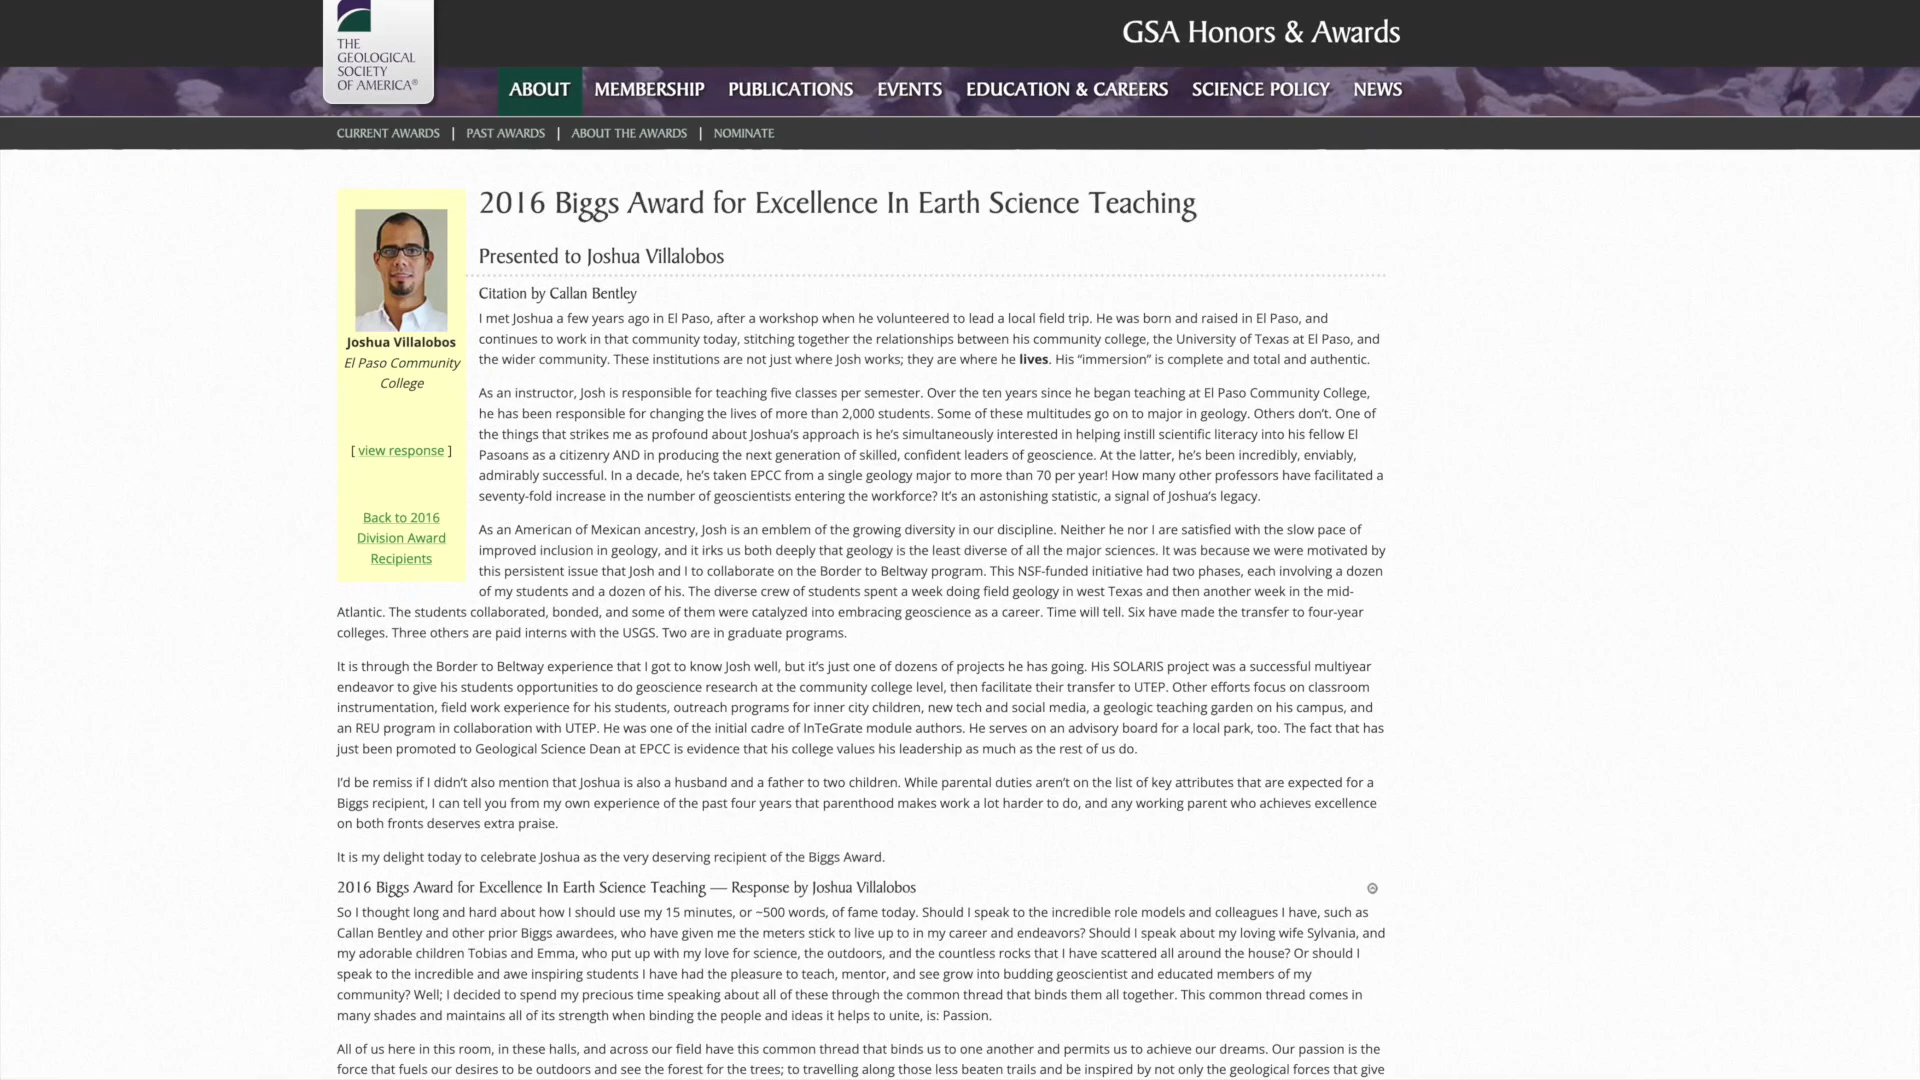 THE
GEOLOGICAL
SOCIETY
OF AMERICA®
GSA Honors & Awards
ABOUT MEMBERSHIP PUBLICATIONS EVENTS EDUCATION & CAREERS SCIENCE POLICY NEWS
CURRENT AWARDS | PAST AWARDS | ABOUT THE AWARDS | NOMINATE
Joshua Villalobos
El Paso Community
College
[ view response ]
Back to 2016
Division Award
Recipients
2016 Biggs Award for Excellence In Earth Science Teaching
Presented to Joshua Villalobos
Citation by Callan Bentley
I met Joshua a few years ago in El Paso, after a workshop when he volunteered to lead a local field trip. He was born and raised in El Paso, and
continues to work in that community today, stitching together the relationships between his community college, the University of Texas at El Paso, and
the wider community. These institutions are not just where Josh works; they are where he lives. His “immersion” is complete and total and authentic.
As an instructor, Josh is responsible for teaching five classes per semester. Over the ten years since he began teaching at El Paso Community College,
he has been responsible for changing the lives of more than 2,000 students. Some of these multitudes go on to major in geology. Others don’t. One of
the things that strikes me as profound about Joshua’s approach is he’s simultaneously interested in helping instill scientific literacy into his fellow El
Pasoans as a citizenry AND in producing the next generation of skilled, confident leaders of geoscience. At the latter, he’s been incredibly, enviably,
admirably successful. In a decade, he’s taken EPCC from a single geology major to more than 70 per year! How many other professors have facilitated a
seventy-fold increase in the number of geoscientists entering the workforce? It’s an astonishing statistic, a signal of Joshua’s legacy.
As an American of Mexican ancestry, Josh is an emblem of the growing diversity in our discipline. Neither he nor I are satisfied with the slow pace of
improved inclusion in geology, and it irks us both deeply that geology is the least diverse of all the major sciences. It was because we were motivated by
this persistent issue that Josh and I to collaborate on the Border to Beltway program. This NSF-funded initiative had two phases, each involving a dozen
of my students and a dozen of his. The diverse crew of students spent a week doing field geology in west Texas and then another week in the mid-
Atlantic. The students collaborated, bonded, and some of them were catalyzed into embracing geoscience as a career. Time will tell. Six have made the transfer to four-year
colleges. Three others are paid interns with the USGS. Two are in graduate programs.
It is through the Border to Beltway experience that I got to know Josh well, but it’s just one of dozens of projects he has going. His SOLARIS project was a successful multiyear
endeavor to give his students opportunities to do geoscience research at the community college level, then facilitate their transfer to UTEP. Other efforts focus on classroom
instrumentation, field work experience for his students, outreach programs for inner city children, new tech and social media, a geologic teaching garden on his campus, and
an REU program in collaboration with UTEP. He was one of the initial cadre of InTeGrate module authors. He serves on an advisory board for a local park, too. The fact that has
just been promoted to Geological Science Dean at EPCC is evidence that his college values his leadership as much as the rest of us do.
I’d be remiss if I didn’t also mention that Joshua is also a husband and a father to two children. While parental duties aren’t on the list of key attributes that are expected for a
Biggs recipient, I can tell you from my own experience of the past four years that parenthood makes work a lot harder to do, and any working parent who achieves excellence
on both fronts deserves extra praise.
It is my delight today to celebrate Joshua as the very deserving recipient of the Biggs Award.
2016 Biggs Award for Excellence In Earth Science Teaching — Response by Joshua Villalobos
So I thought long and hard about how I should use my 15 minutes, or ~500 words, of fame today. Should I speak to the incredible role models and colleagues I have, such as
Callan Bentley and other prior Biggs awardees, who have given me the meters stick to live up to in my career and endeavors? Should I speak about my loving wife Sylvania, and
my adorable children Tobias and Emma, who put up with my love for science, the outdoors, and the countless rocks that I have scattered all around the house? Or should I
speak to the incredible and awe inspiring students I have had the pleasure to teach, mentor, and see grow into budding geoscientist and educated members of my
community? Well; I decided to spend my precious time speaking about all of these through the common thread that binds them all together. This common thread comes in
many shades and maintains all of its strength when binding the people and ideas it helps to unite, is: Passion.
All of us here in this room, in these halls, and across our field have this common thread that binds us to one another and permits us to achieve our dreams. Our passion is the
force that fuels our desires to be outdoors and see the forest for the trees; to travelling along those less beaten trails and be inspired by not only the geological forces that give